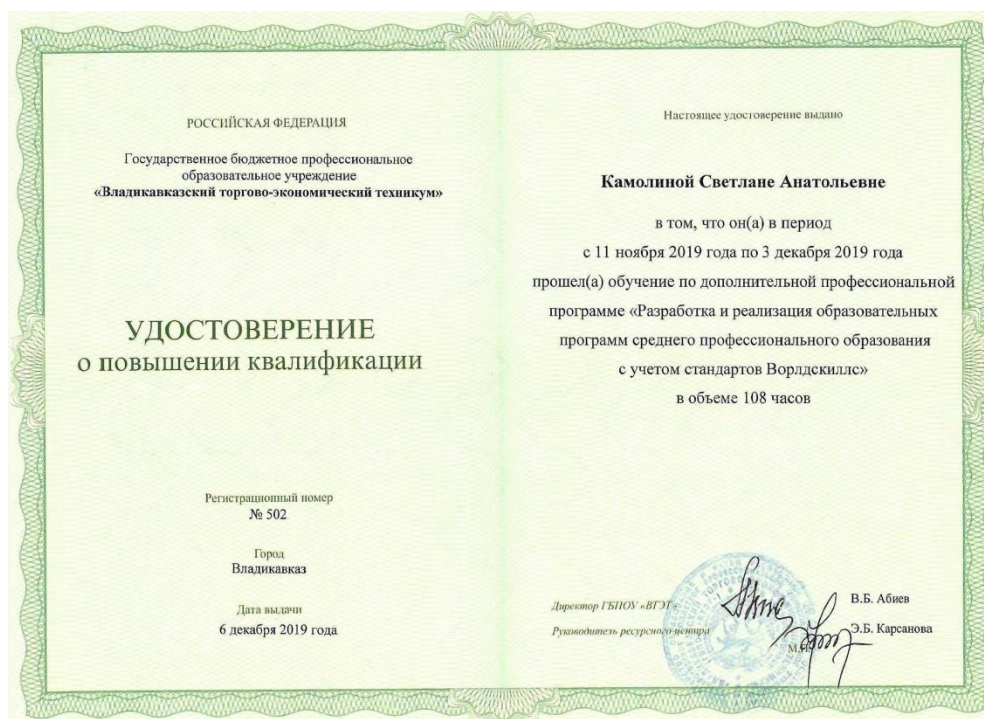 РОССИЙСКАЯ ФЕДЕРАЦИЯ
Государственное бюджетное профессиональное
образовательное учреждение
«Владикавказский торгово-экономический техникум»
УДОСТОВЕРЕНИЕ
о повышении квалификации
Регистрационный номер
№ 502
Город
Владикавказ
Дата выдачи
6 декабря 2019 года
Настоящее удостоверение выдано
Камолиной Светлане Анатольевне
в том, что он(а) в период
с 11 ноября 2019 года по 3 декабря 2019 года
прошел(а) обучение по дополнительной профессиональной
программе «Разработка и реализация образовательных
программ среднего профессионального образования
с учетом стандартов Ворлдскиллс»
в объеме 108 часов
Директор ГБПОУ «ВТЭТ»
В.Б. Абиев
Руководитель ресурсного центра
Э.Б. Карсанова
М.П.